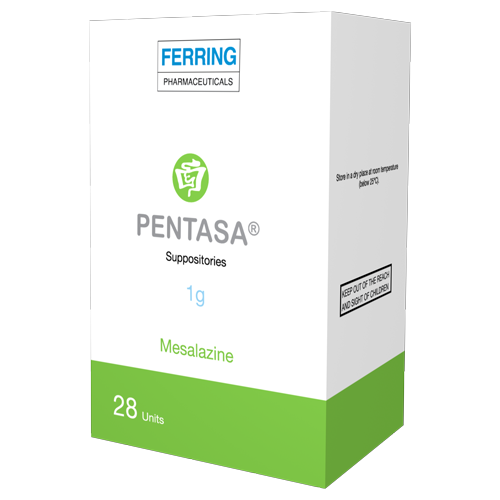 FERRING
PHARMACEUTICALS
PENTASA®
Suppositories
1g
Mesalazine
28 Units
Store in a dry place at room temperature
(below 25°C)
KEEP OUT OF THE REACH
AND SIGHT OF CHILDREN